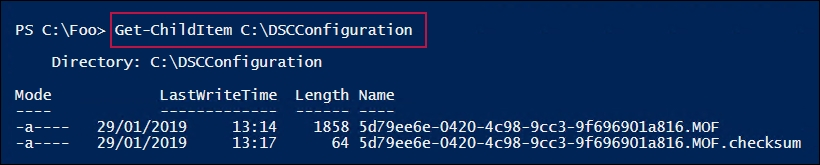 PS C:\Foo> Get-ChildItem C:\DSCConfiguration
Directory: C:\DSCConfiguration
Mode LastWriteTime Length Name
---- ------------- ------ ----
-a---- 29/01/2019 13:14 1858 5d79ee6e-0420-4c98-9cc3-9f696901a816.MOF
-a---- 29/01/2019 13:17 64 5d79ee6e-0420-4c98-9cc3-9f696901a816.MOF.checksum